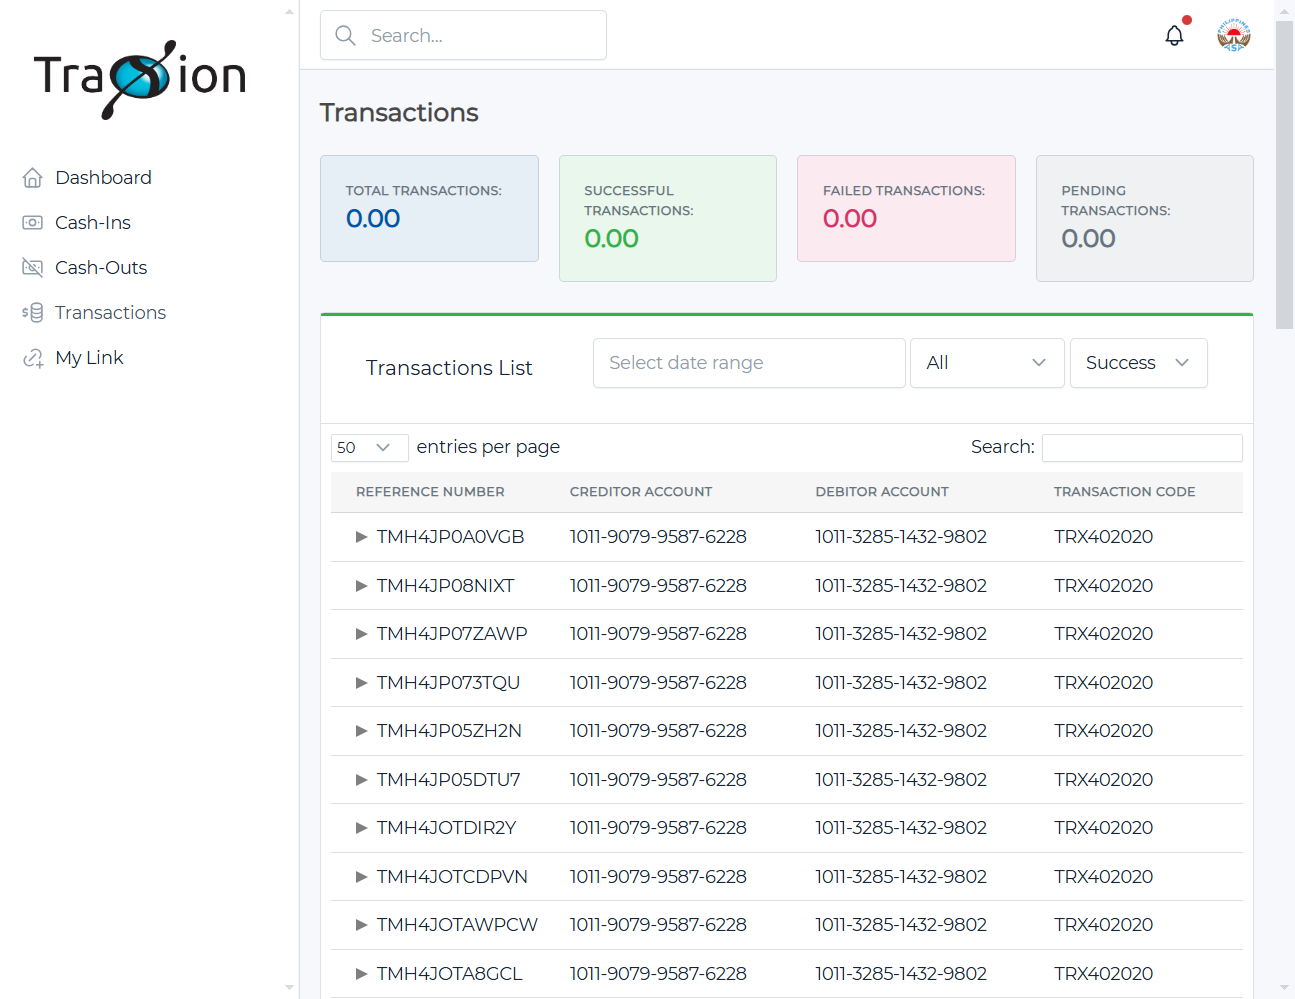 Traxion
Search...
PHILIPPINES
ASA
Dashboard
Cash-Ins
Cash-Outs
Transactions
My Link
Transactions
TOTAL TRANSACTIONS:
0.00
SUCCESSFUL
TRANSACTIONS:
0.00
FAILED TRANSACTIONS:
0.00
PENDING
TRANSACTIONS:
0.00
Transactions List
Select date range
All
Success
50 entries per page
Search:
REFERENCE NUMBER CREDITOR ACCOUNT DEBITOR ACCOUNT TRANSACTION CODE
TMH4JP0A0VGB 1011-9079-9587-6228 1011-3285-1432-9802 TRX402020
TMH4JP08NIXT 1011-9079-9587-6228 1011-3285-1432-9802 TRX402020
TMH4JP07ZAWP 1011-9079-9587-6228 1011-3285-1432-9802 TRX402020
TMH4JP073TQU 1011-9079-9587-6228 1011-3285-1432-9802 TRX402020
TMH4JP05ZH2N 1011-9079-9587-6228 1011-3285-1432-9802 TRX402020
TMH4JP05DTU7 1011-9079-9587-6228 1011-3285-1432-9802 TRX402020
TMH4JOTDIR2Y 1011-9079-9587-6228 1011-3285-1432-9802 TRX402020
TMH4JOTCDPVN 1011-9079-9587-6228 1011-3285-1432-9802 TRX402020
TMH4JOTAWPCW 1011-9079-9587-6228 1011-3285-1432-9802 TRX402020
TMH4JOTA8GCL 1011-9079-9587-6228 1011-3285-1432-9802 TRX402020